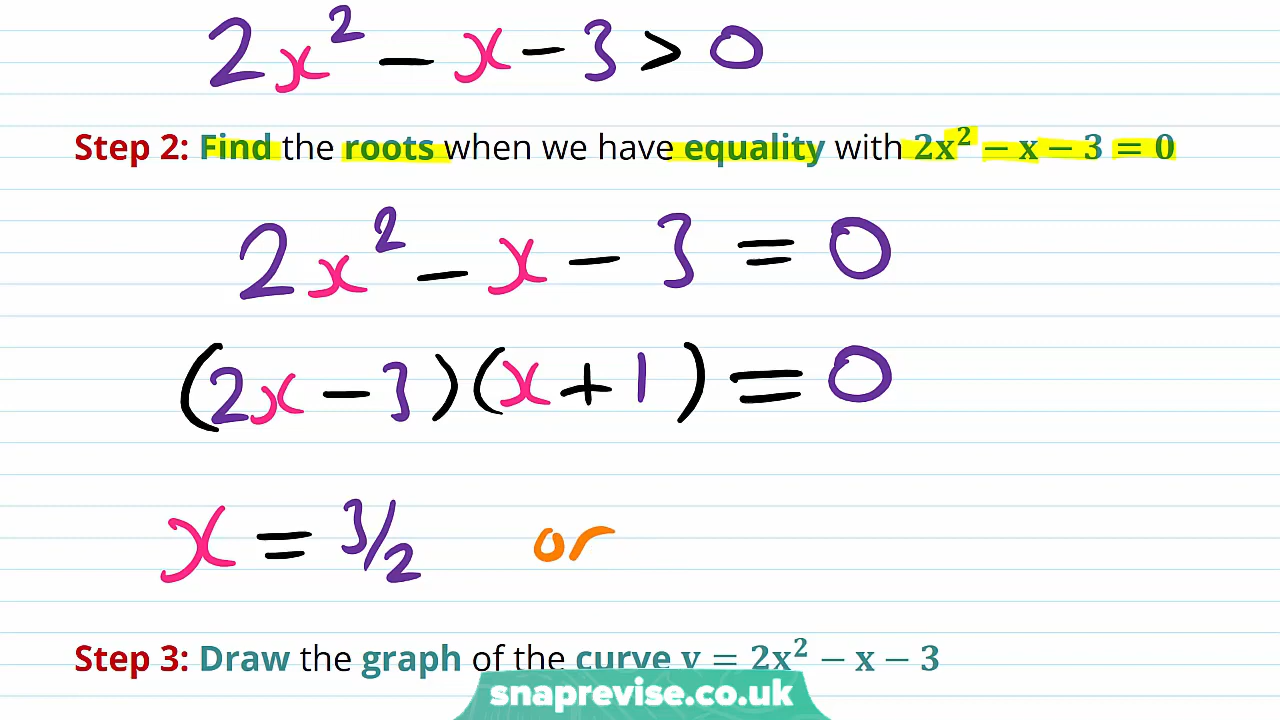 2x² − x − 3 > 0
Step 2: Find the roots when we have equality with 2x² − x − 3 = 0
2x² − x − 3 = 0
(2x − 3)(x + 1) = 0
x = 3/2 or
Step 3: Draw the graph of the curve y = 2x² − x − 3
snaprevise.co.uk